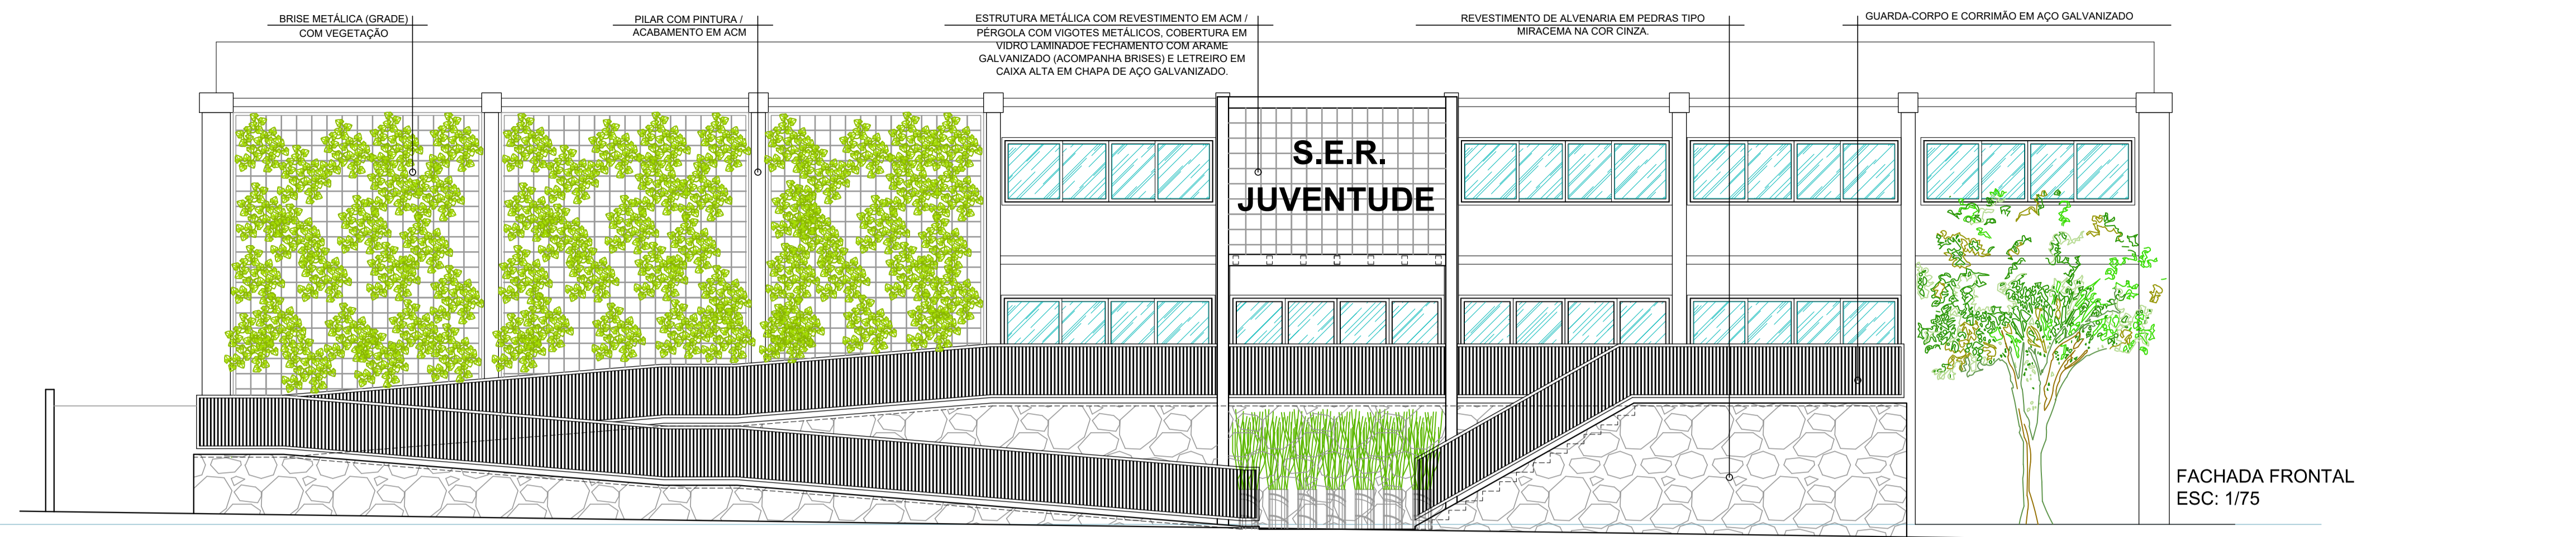 BRISE METÁLICA (GRADE)
COM VEGETAÇÃO
PILAR COM PINTURA /
ACABAMENTO EM ACM
ESTRUTURA METÁLICA COM REVESTIMENTO EM ACM /
PÉRGOLA COM VIGOTES METÁLICOS, COBERTURA EM
VIDRO LAMINADOE FECHAMENTO COM ARAME
GALVANIZADO (ACOMPANHA BRISES) E LETREIRO EM
CAIXA ALTA EM CHAPA DE AÇO GALVANIZADO.
REVESTIMENTO DE ALVENARIA EM PEDRAS TIPO
MIRACEMA NA COR CINZA.
GUARDA-CORPO E CORRIMÃO EM AÇO GALVANIZADO
S.E.R.
JUVENTUDE
FACHADA FRONTAL
ESC: 1/75